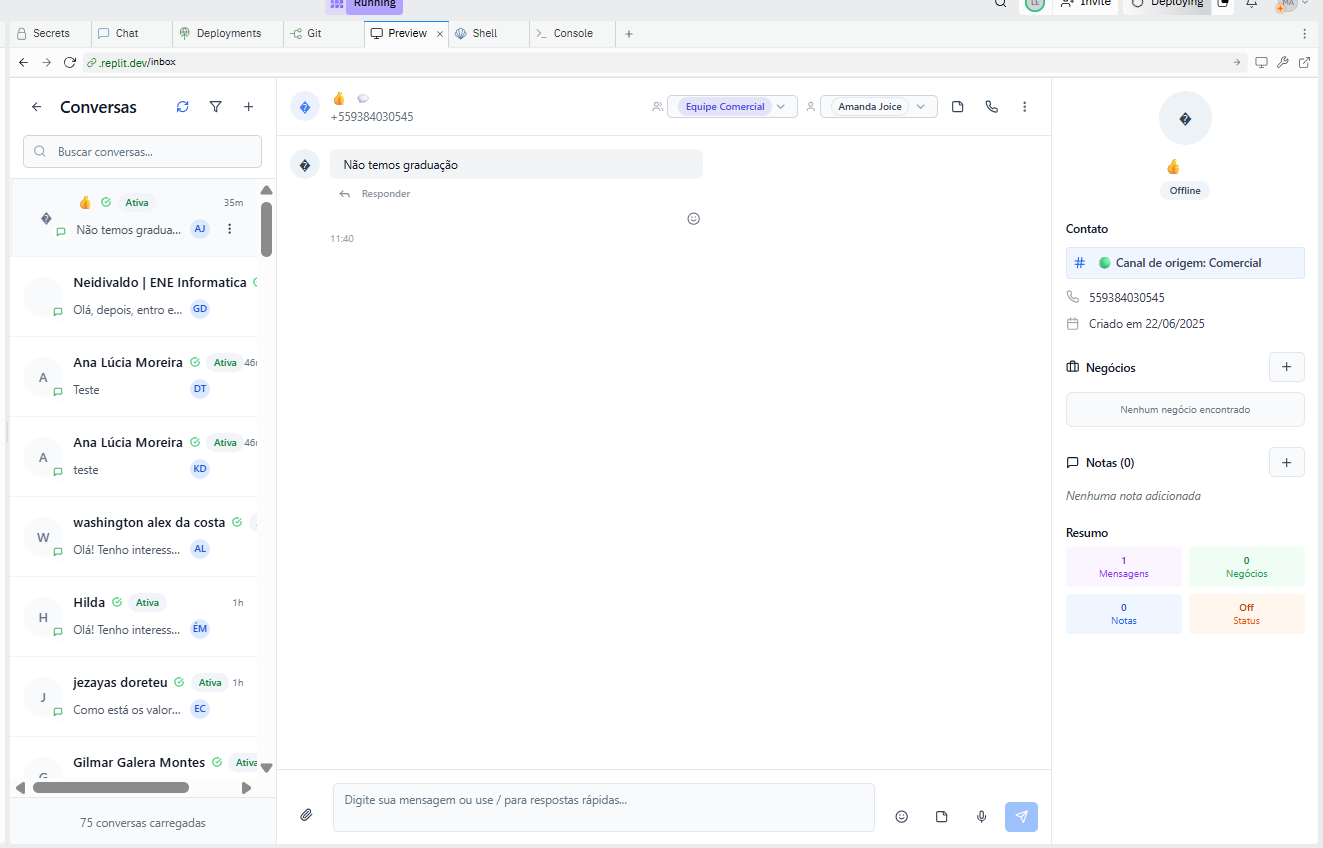 Running
LE
Invite
Deploying
MA
Secrets
Chat
Deployments
Git
Preview
Shell
Console
.replit.dev/inbox
Conversas
Buscar conversas...
👍 Ativa 35m
Não temos gradua... AJ
Neidivaldo | ENE Informatica
Olá, depois, entro e... GD
A Ana Lúcia Moreira Ativa 46m
Teste DT
A Ana Lúcia Moreira Ativa 46m
teste KD
W washington alex da costa
Olá! Tenho interess... AL
H Hilda Ativa 1h
Olá! Tenho interess... ÉM
J jezayas doreteu Ativa 1h
Como está os valor... EC
G Gilmar Galera Montes Ativa
75 conversas carregadas
👍 💬
+559384030545
Equipe Comercial
Amanda Joice
Não temos graduação
Responder
11:40
Digite sua mensagem ou use / para respostas rápidas...
👍
Offline
Contato
# Canal de origem: Comercial
559384030545
Criado em 22/06/2025
Negócios
+
Nenhum negócio encontrado
Notas (0)
+
Nenhuma nota adicionada
Resumo
1
Mensagens
0
Negócios
0
Notas
Off
Status